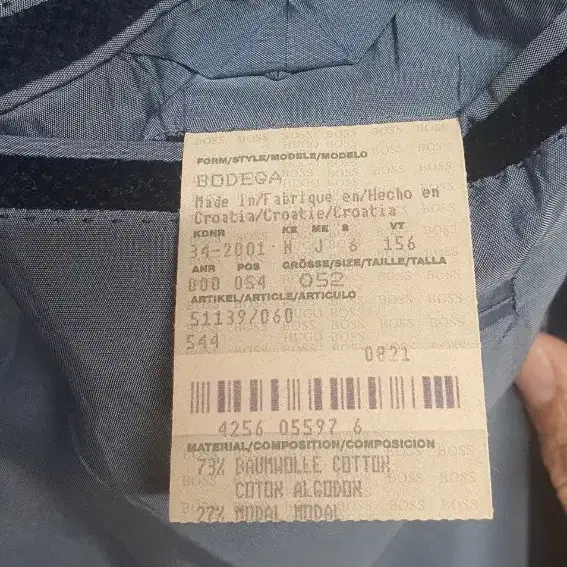 FORM/STYLE/MODELE/MODELO
BODEGA
Made in/Fabrique en/Hecho en
Croatia/Croatie/Croatia
KDNR KE ME S VT
34-2001 N J 6 156
ANR POS GRÖSSE/SIZE/TAILLE/TALLA
000 054 052
ARTIKEL/ARTICLE/ARTICULO
51139/060
544
0821
4256 05597 6
MATERIAL/COMPOSITION/COMPOSICION
73% BAUMWOLLE COTTON
COTON ALGODON
27% MODAL MODAL